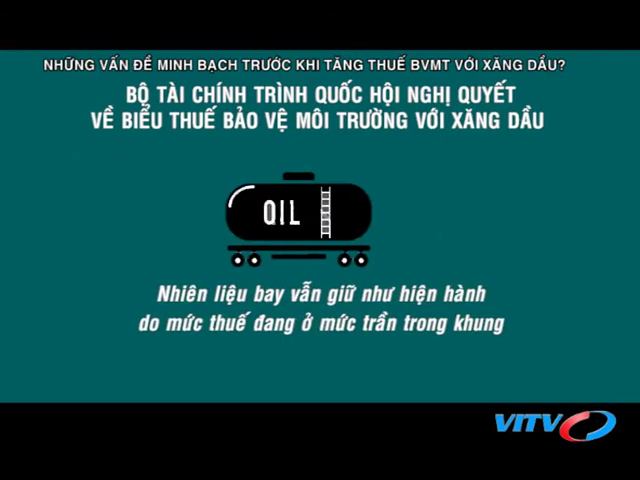 NHỮNG VẤN ĐỀ MINH BẠCH TRƯỚC KHI TĂNG THUẾ BVMT VỚI XĂNG DẦU?
BỘ TÀI CHÍNH TRÌNH QUỐC HỘI NGHỊ QUYẾT
VỀ BIỂU THUẾ BẢO VỆ MÔI TRƯỜNG VỚI XĂNG DẦU
OIL
Nhiên liệu bay vẫn giữ như hiện hành
do mức thuế đang ở mức trần trong khung
VITV